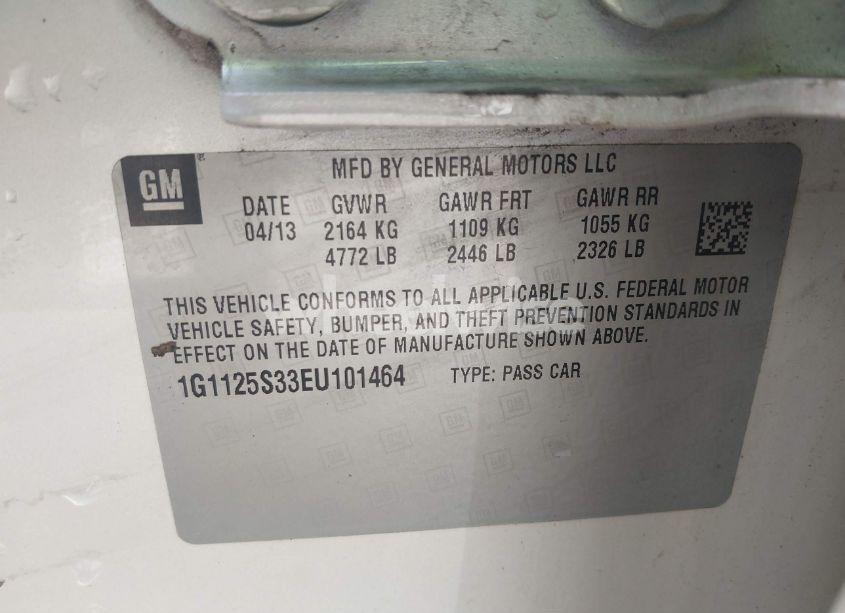 GM
MFD BY GENERAL MOTORS LLC
DATE GVWR GAWR FRT GAWR RR
04/13 2164 KG 1109 KG 1055 KG
4772 LB 2446 LB 2326 LB
THIS VEHICLE CONFORMS TO ALL APPLICABLE U.S. FEDERAL MOTOR
VEHICLE SAFETY, BUMPER, AND THEFT PREVENTION STANDARDS IN
EFFECT ON THE DATE OF MANUFACTURE SHOWN ABOVE.
1G1125S33EU101464 TYPE: PASS CAR